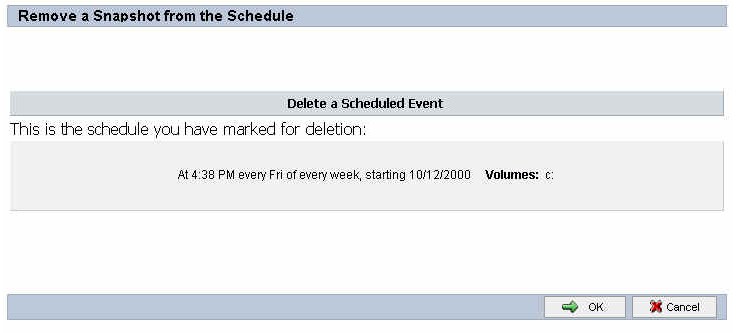 Remove a Snapshot from the Schedule
Delete a Scheduled Event
This is the schedule you have marked for deletion:
At 4:38 PM every Fri of every week, starting 10/12/2000 Volumes: c:
OK Cancel